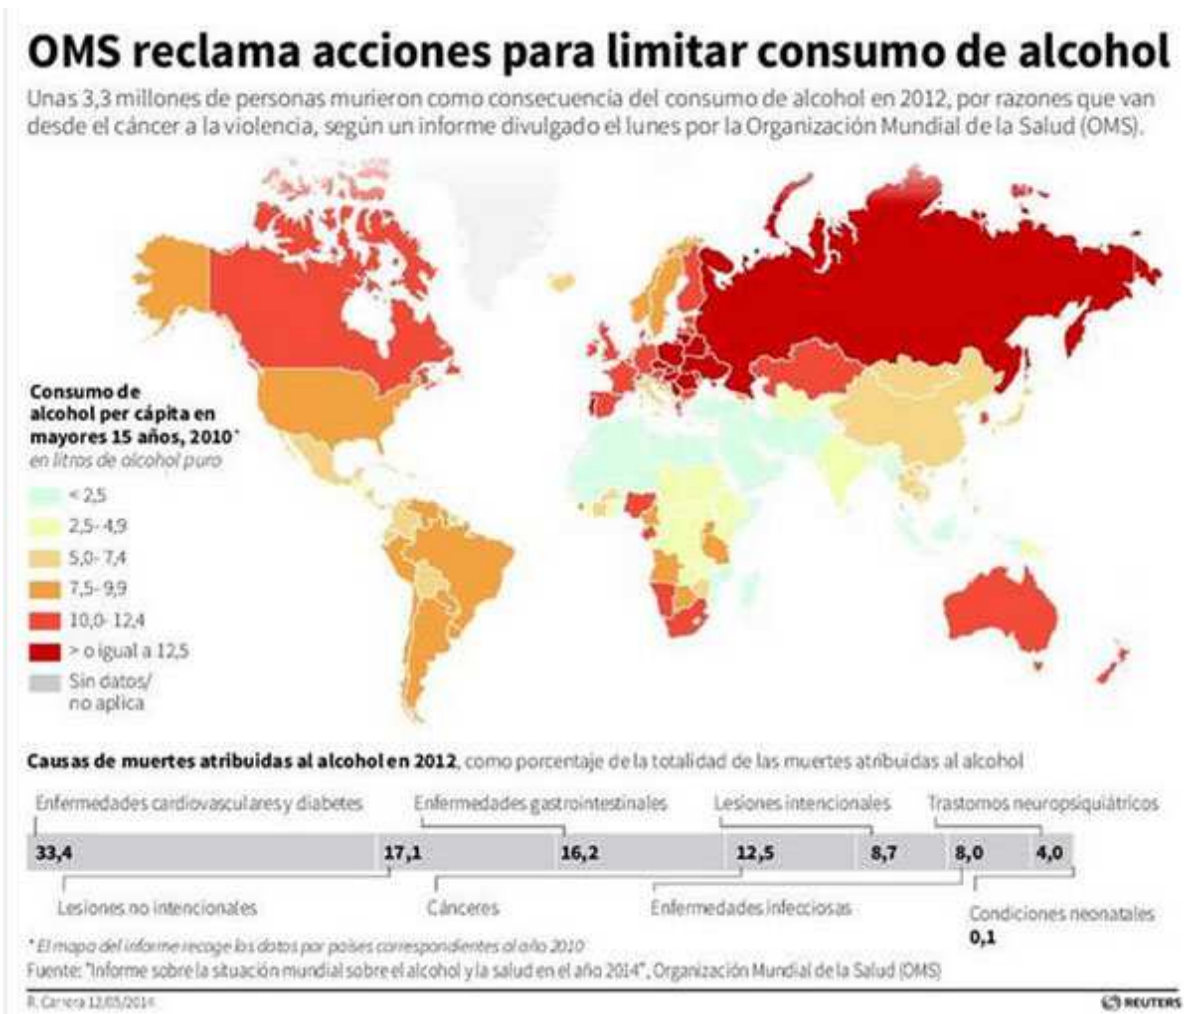 OMS reclama acciones para limitar consumo de alcohol
Unas 3,3 millones de personas murieron como consecuencia del consumo de alcohol en 2012, por razones que van
desde el cáncer a la violencia, según un informe divulgado el lunes por la Organización Mundial de la Salud (OMS).
Consumo de
alcohol per cápita en
mayores 15 años, 2010*
en litros de alcohol puro
< 2,5
2,5- 4,9
5,0- 7,4
7,5- 9,9
10,0- 12,4
> o igual a 12,5
Sin datos/
no aplica
Causas de muertes atribuidas al alcohol en 2012, como porcentaje de la totalidad de las muertes atribuidas al alcohol
Enfermedades cardiovasculares y diabetes Enfermedades gastrointestinales Lesiones intencionales Trastornos neuropsiquiátricos
33,4 17,1 16,2 12,5 8,7 8,0 4,0
Lesiones no intencionales Cánceres Enfermedades infecciosas Condiciones neonatales
0,1
* El mapa del informe recoge los datos por países correspondientes al año 2010
Fuente: "Informe sobre la situación mundial sobre el alcohol y la salud en el año 2014", Organización Mundial de la Salud (OMS)
R. Carrera 12/05/2014 REUTERS